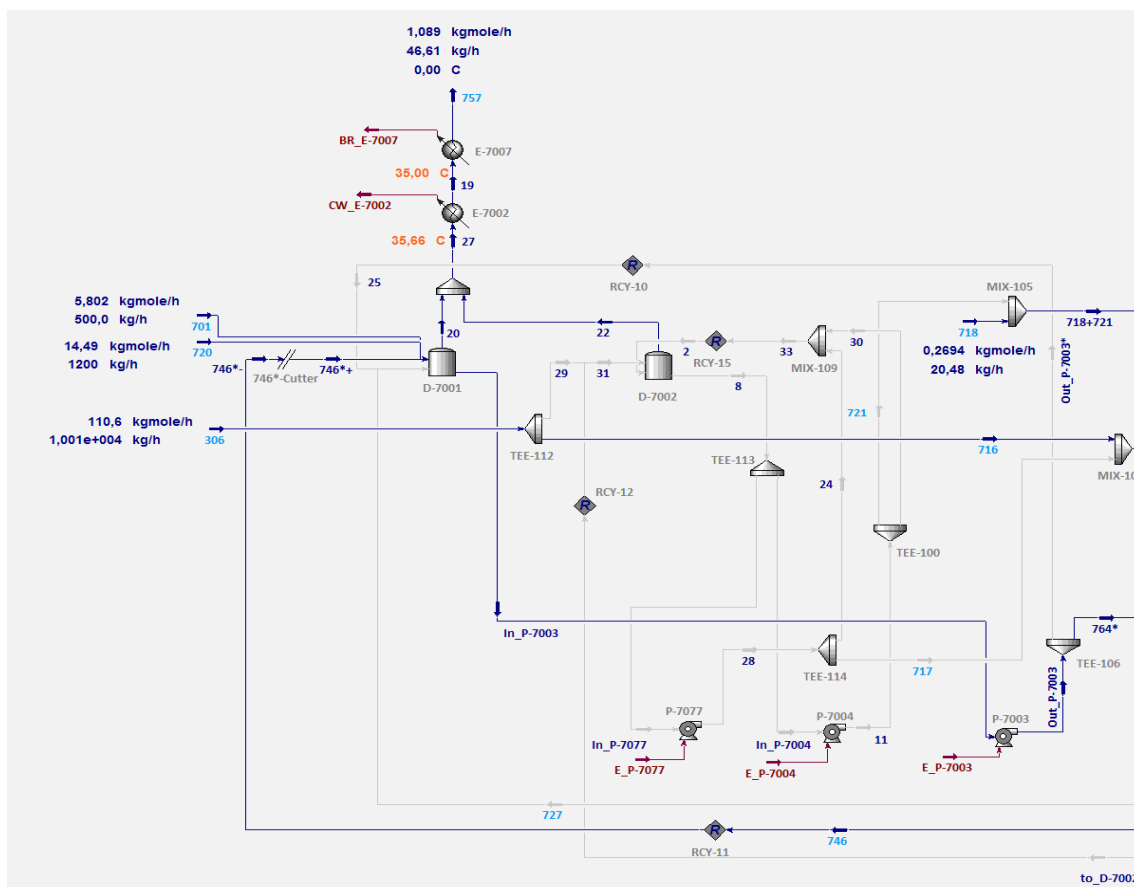 1,089 kgmole/h
46,61 kg/h
0,00 C
757
BR_E-7007
E-7007
35,00 C
19
CW_E-7002
E-7002
35,66 C
27
25
RCY-10
MIX-105
5,802 kgmole/h
500,0 kg/h
701
14,49 kgmole/h
1200 kg/h
720
746*-
746*-Cutter
746*+
20
D-7001
22
29
31
D-7002
2
RCY-15
33
MIX-109
30
8
718
718+721
0,2694 kgmole/h
20,48 kg/h
Out_P-7003*
721
110,6 kgmole/h
1,001e+004 kg/h
306
TEE-112
716
TEE-113
24
RCY-12
TEE-100
In_P-7003
764*
TEE-106
28
TEE-114
717
Out_P-7003
P-7077
P-7004
P-7003
In_P-7077
In_P-7004
11
E_P-7077
E_P-7004
E_P-7003
727
RCY-11
746